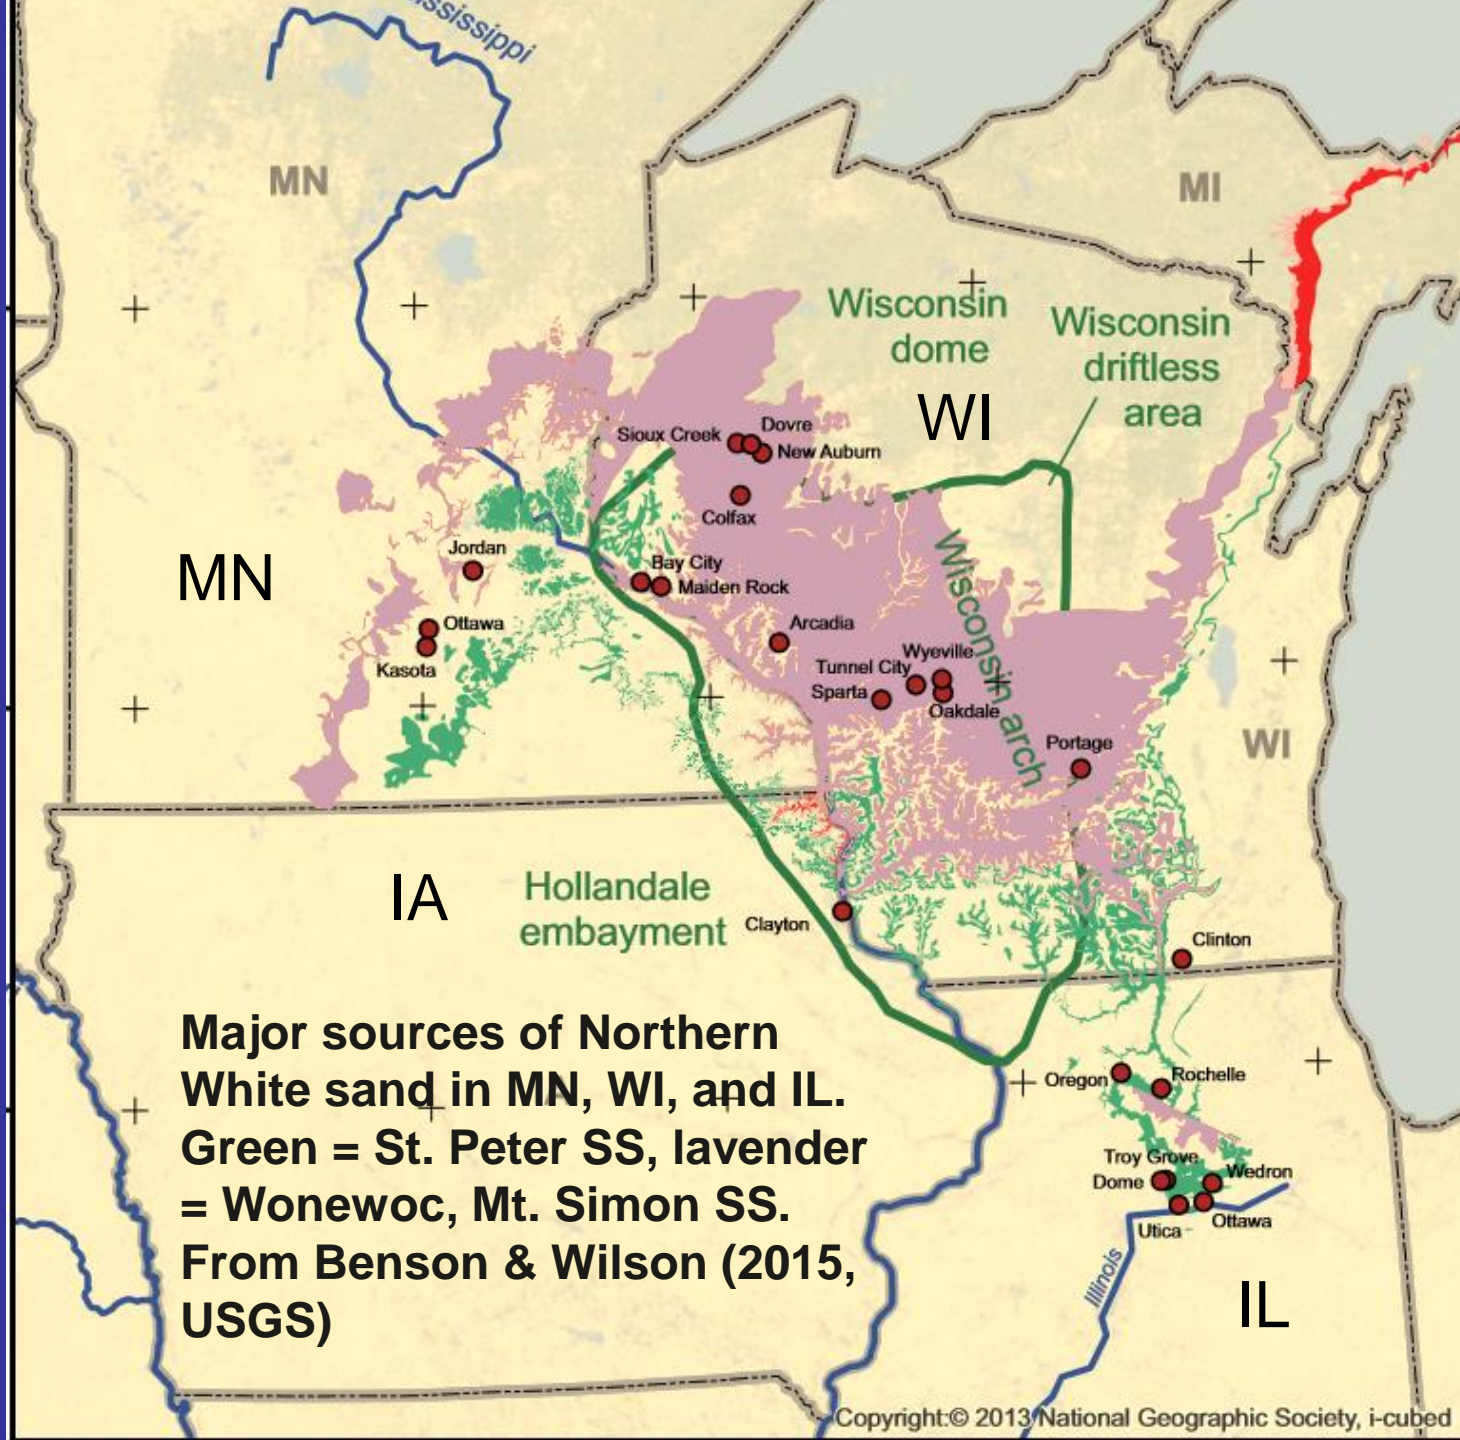 ississippi
MN
MI
Wisconsin
dome
Wisconsin
driftless
area
WI
Dovre
Sioux Creek
New Auburn
Colfax
MN
Jordan
Bay City
Maiden Rock
Ottawa
Kasota
Arcadia
Wyeville
Tunnel City
Sparta
Oakdale
Wisconsin arch
Portage
WI
IA
Hollandale
embayment
Clayton
Clinton
Major sources of Northern
White sand in MN, WI, and IL.
Green = St. Peter SS, lavender
= Wonewoc, Mt. Simon SS.
From Benson & Wilson (2015,
USGS)
Oregon
Rochelle
Troy Grove
Dome
Wedron
Utica
Ottawa
Illinois
IL
Copyright:© 2013 National Geographic Society, i-cubed